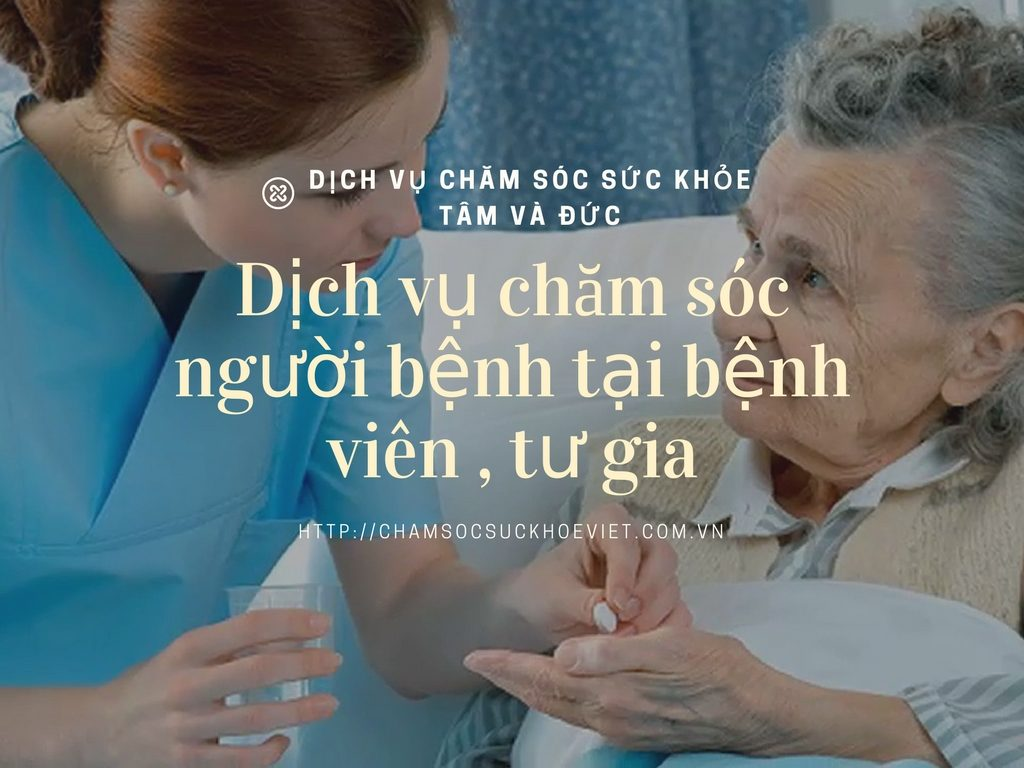 DỊCH VỤ CHĂM SÓC SỨC KHỎE
TÂM VÀ ĐỨC
Dịch vụ chăm sóc
người bệnh tại bệnh
viên , tư gia
HTTP://CHAMSOCSUCKHOEVIET.COM.VN